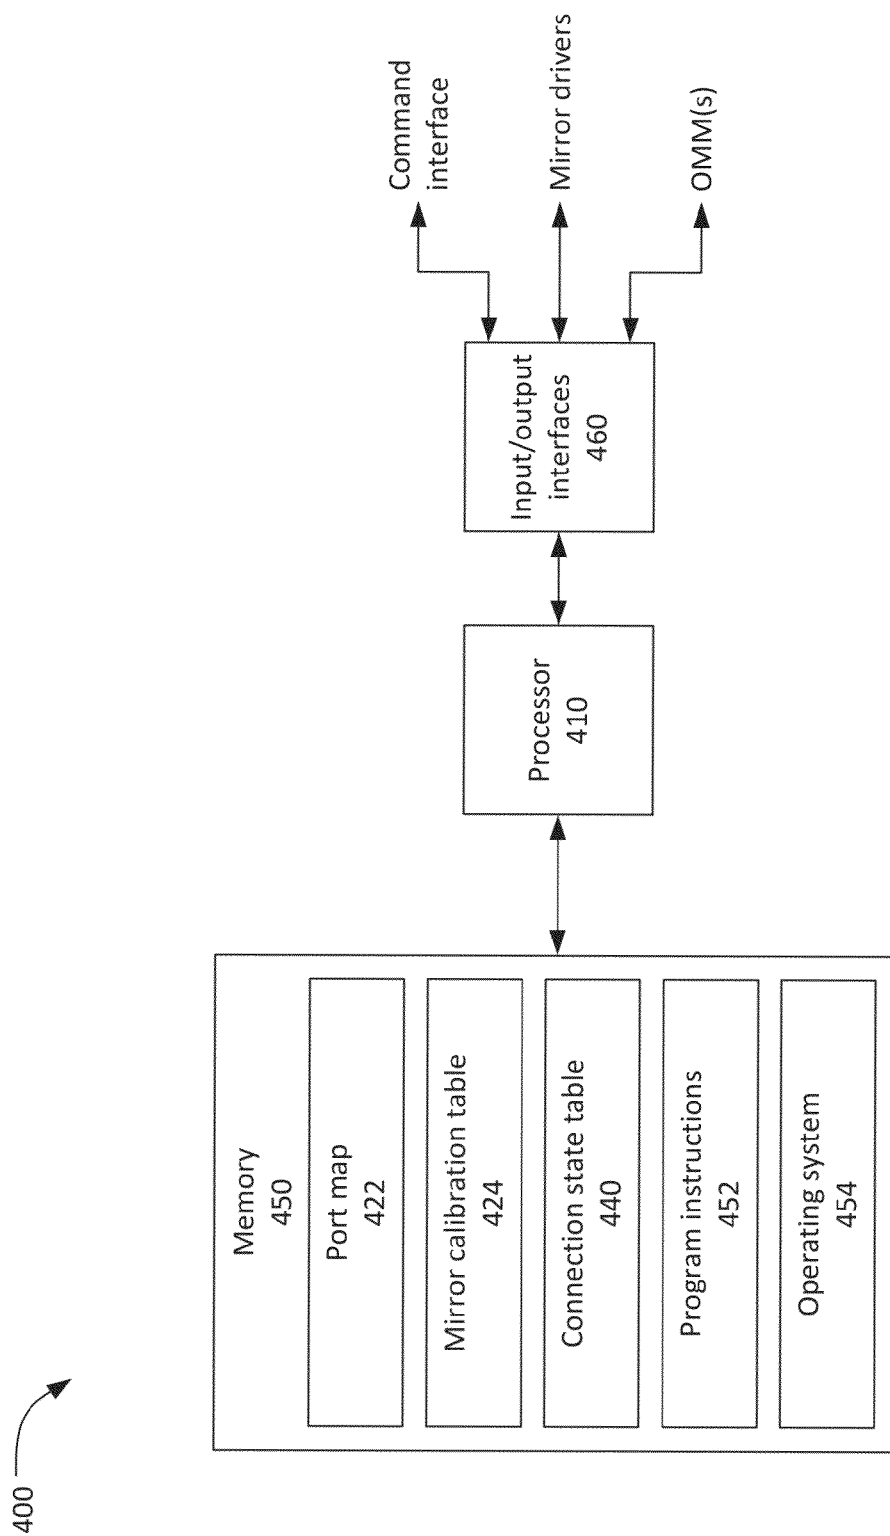 400
Memory
450
Port map
422
Mirror calibration table
424
Connection state table
440
Program instructions
452
Operating system
454
Processor
410
Input/output
interfaces
460
Command
interface
Mirror drivers
OMM(s)